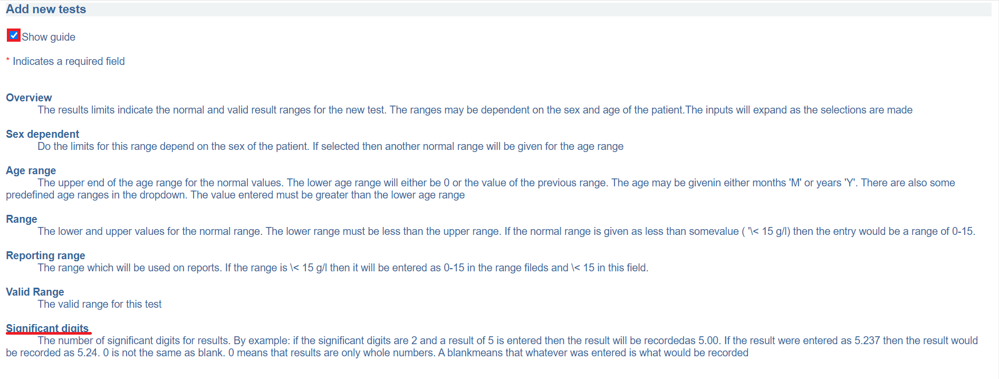 Add new tests
Show guide
* Indicates a required field
Overview
The results limits indicate the normal and valid result ranges for the new test. The ranges may be dependent on the sex and age of the patient.The inputs will expand as the selections are made
Sex dependent
Do the limits for this range depend on the sex of the patient. If selected then another normal range will be given for the age range
Age range
The upper end of the age range for the normal values. The lower age range will either be 0 or the value of the previous range. The age may be givenin either months 'M' or years 'Y'. There are also some
predefined age ranges in the dropdown. The value entered must be greater than the lower age range
Range
The lower and upper values for the normal range. The lower range must be less than the upper range. If the normal range is given as less than somevalue ( '\< 15 g/l) then the entry would be a range of 0-15.
Reporting range
The range which will be used on reports. If the range is \< 15 g/l then it will be entered as 0-15 in the range fileds and \< 15 in this field.
Valid Range
The valid range for this test
Significant digits
The number of significant digits for results. By example: if the significant digits are 2 and a result of 5 is entered then the result will be recordedas 5.00. If the result were entered as 5.237 then the result would
be recorded as 5.24. 0 is not the same as blank. 0 means that results are only whole numbers. A blankmeans that whatever was entered is what would be recorded